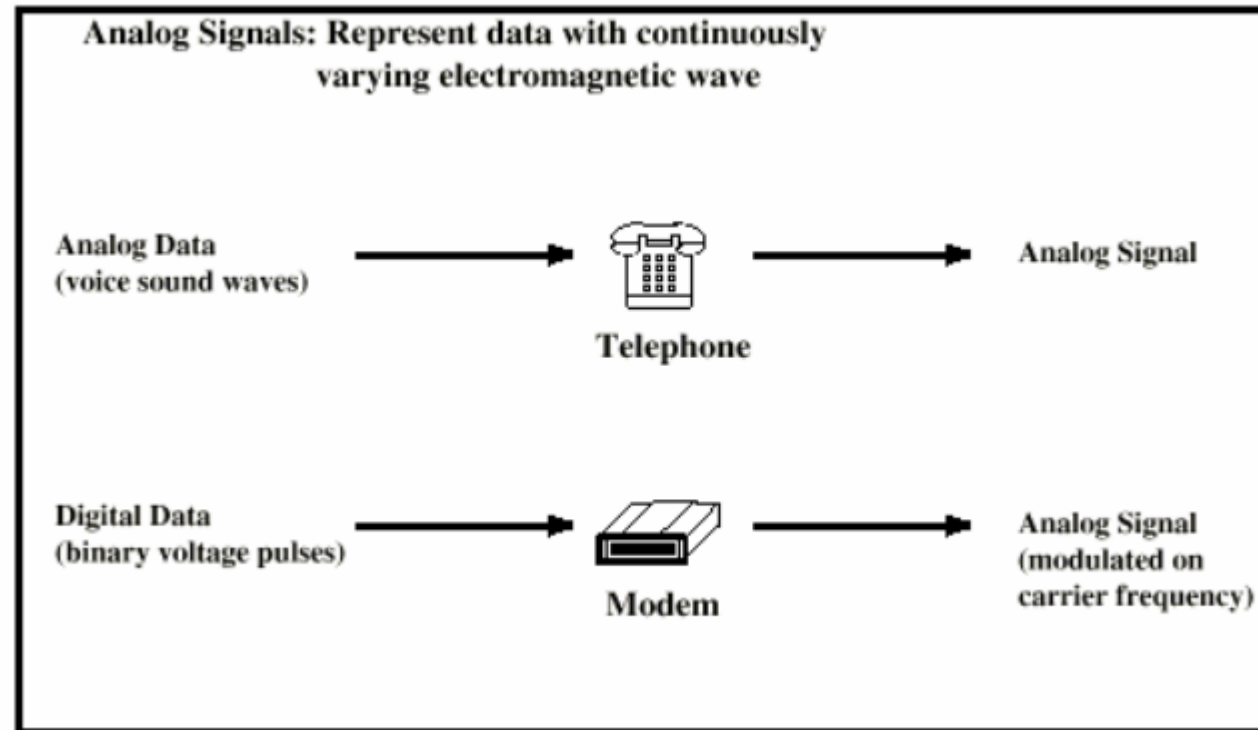 Analog Signals: Represent data with continuously
varying electromagnetic wave
Analog Data
(voice sound waves)
Telephone
Analog Signal
Digital Data
(binary voltage pulses)
Modem
Analog Signal
(modulated on
carrier frequency)